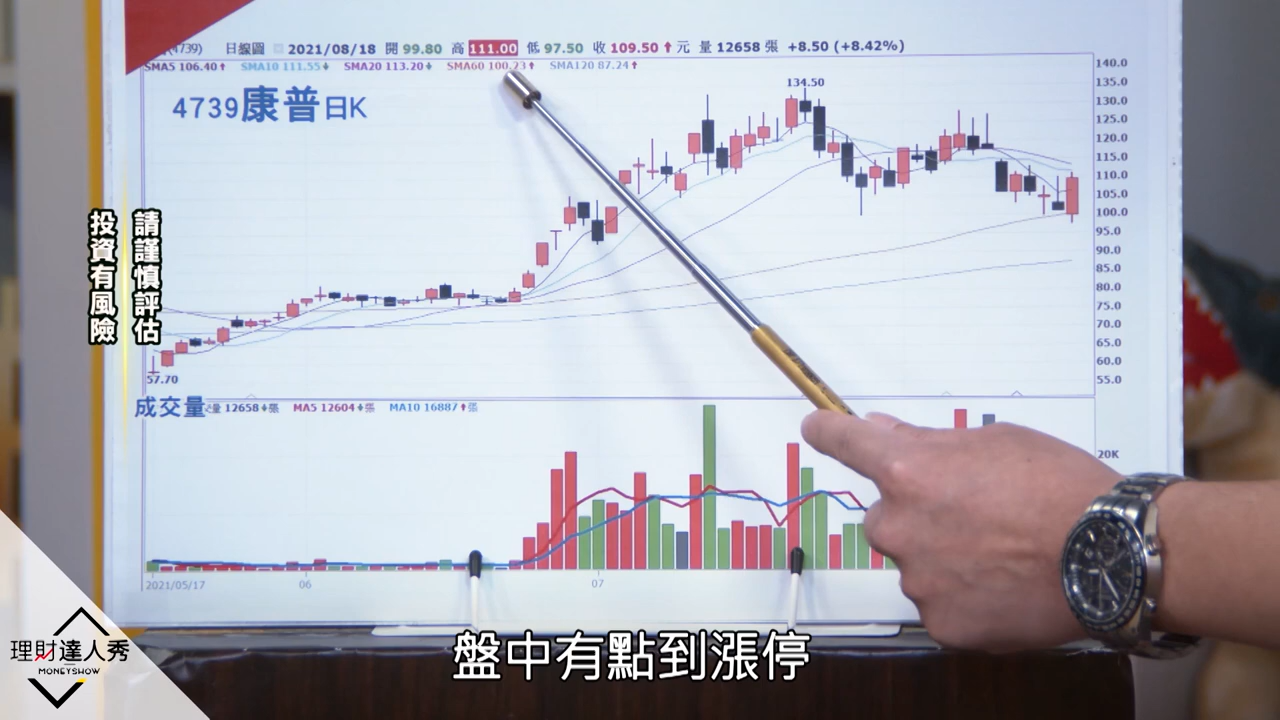 (4739) 日線圖 2021/08/18 開 99.80 高 111.00 低 97.50 收 109.50 ↑ 元 量 12658 張 +8.50 (+8.42%)
SMA5 106.40↑ SMA10 111.55↓ SMA20 113.20↓ SMA60 100.23↑ SMA120 87.24↑
4739康普日K
134.50
57.70
140.0
135.0
130.0
125.0
120.0
115.0
110.0
105.0
100.0
95.0
90.0
85.0
80.0
75.0
70.0
65.0
60.0
55.0
成交量 量 12658↓張 MA5 12604↓張 MA10 16887↑張
20K
2021/05/17 06 07
請謹慎評估
投資有風險
理財達人秀
MONEYSHOW
盤中有點到漲停